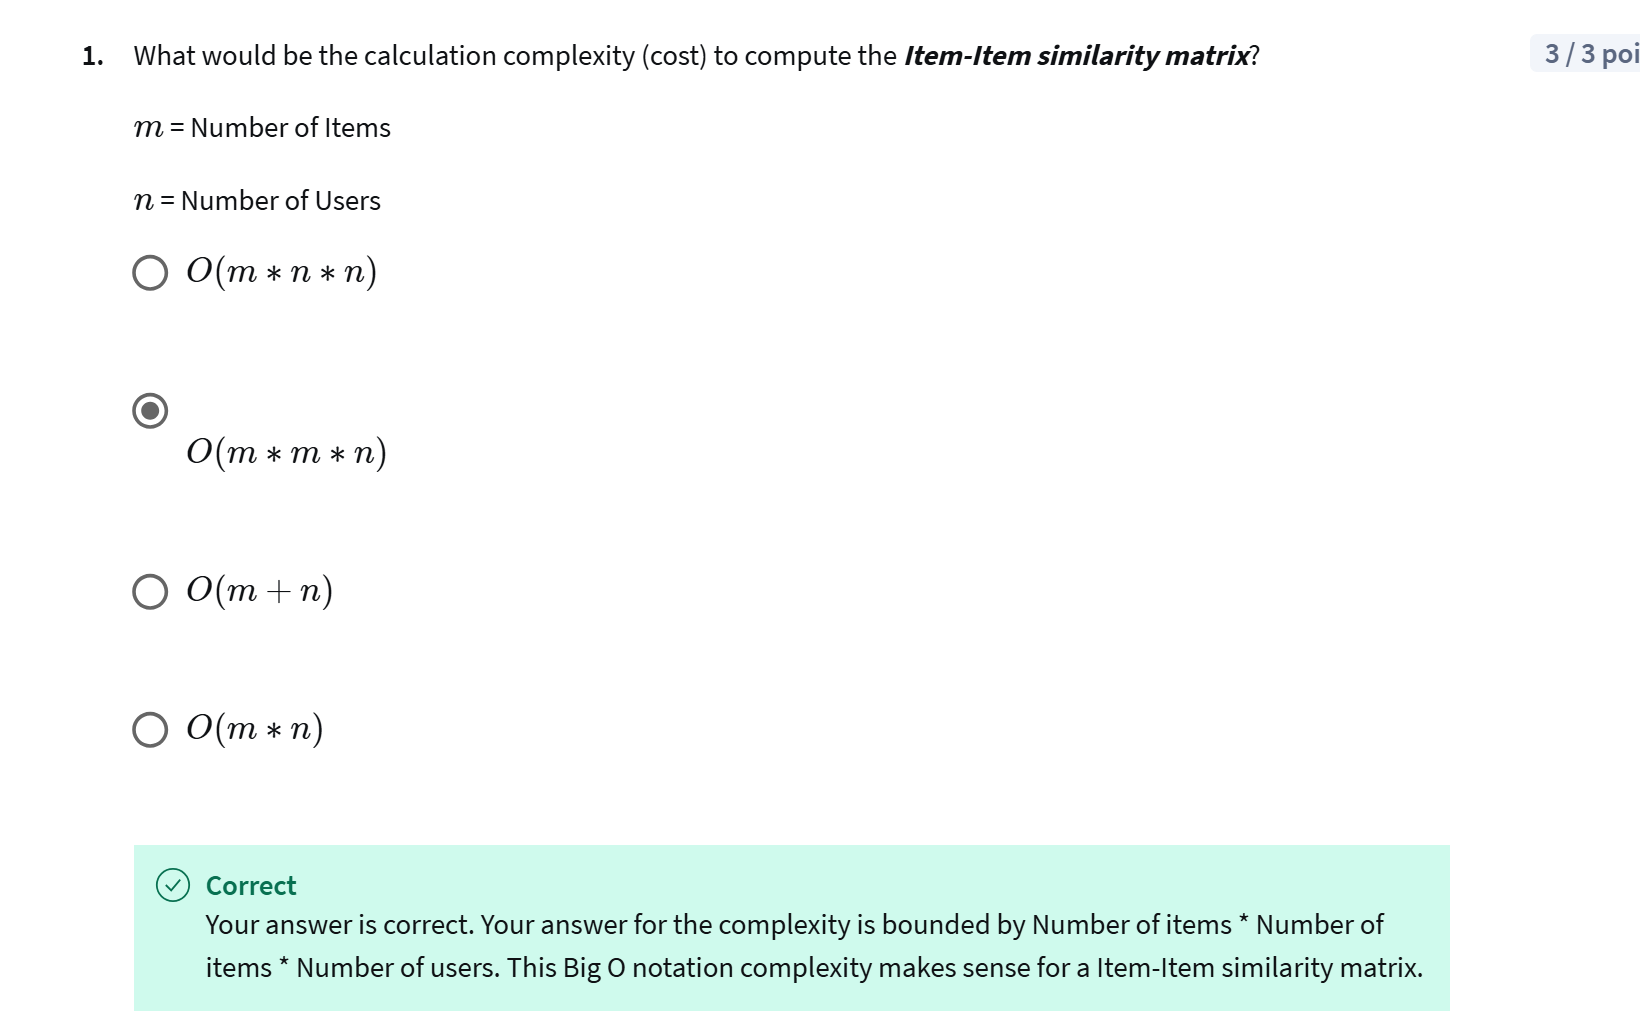 1. What would be the calculation complexity (cost) to compute the Item-Item similarity matrix?
3 / 3 poi
m = Number of Items
n = Number of Users
O(m ∗ n ∗ n)
O(m ∗ m ∗ n)
O(m + n)
O(m ∗ n)
Correct
Your answer is correct. Your answer for the complexity is bounded by Number of items * Number of
items * Number of users. This Big O notation complexity makes sense for a Item-Item similarity matrix.